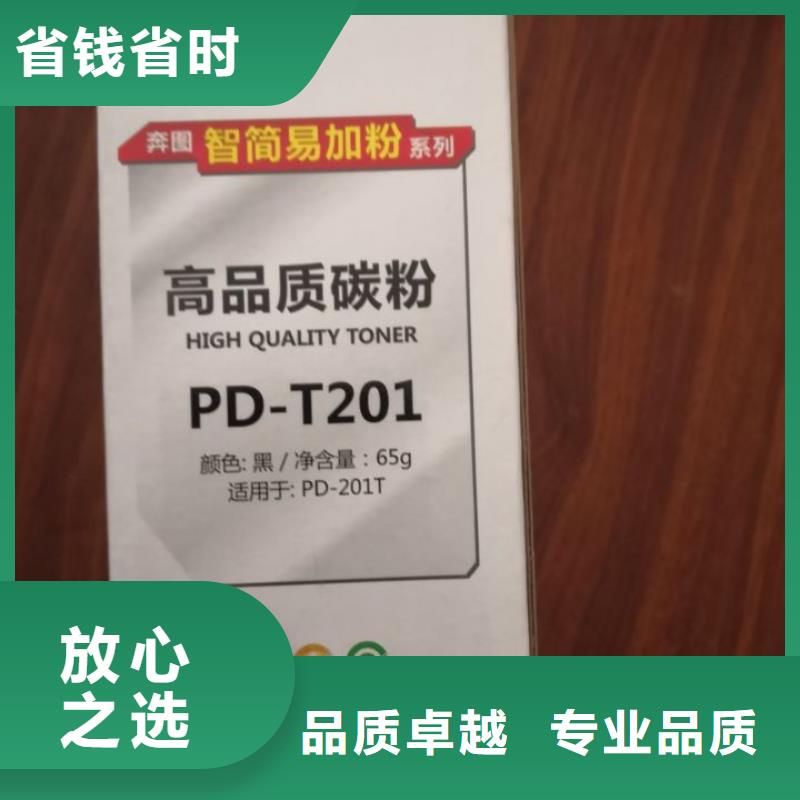 省钱省时
奔图 智简易加粉 系列
高品质碳粉
HIGH QUALITY TONER
PD-T201
颜色: 黑 / 净含量：65g
适用于: PD-201T
放心
之选
品质卓越 专业品质